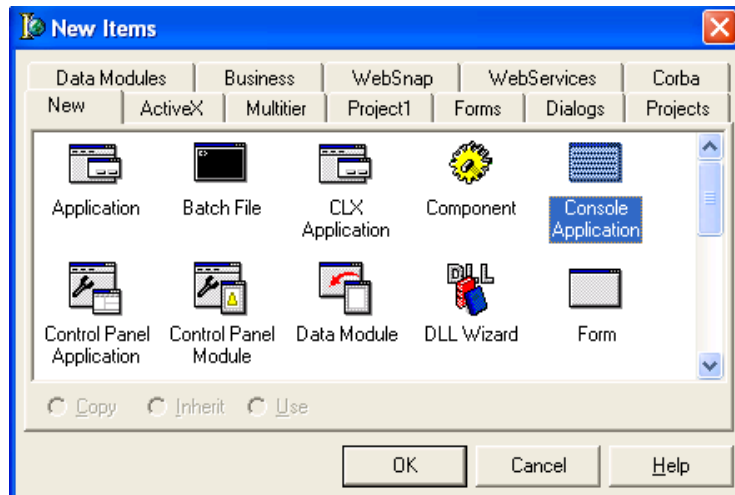 New Items
Data Modules Business WebSnap WebServices Corba
New ActiveX Multitier Project1 Forms Dialogs Projects
Application Batch File CLX Application Component Console Application
Control Panel Application Control Panel Module Data Module DLL Wizard Form
Copy Inherit Use
OK Cancel Help